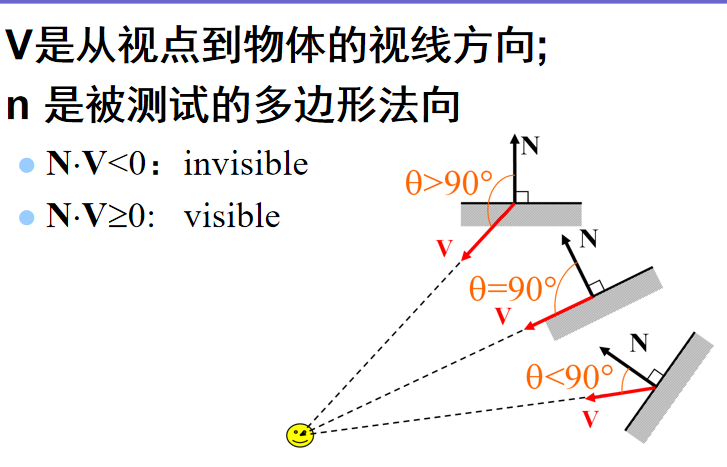 V是从视点到物体的视线方向;
n 是被测试的多边形法向
N·V<0：invisible
N·V≥0: visible
N
θ>90°
V
N
θ=90°
V
N
θ<90°
V